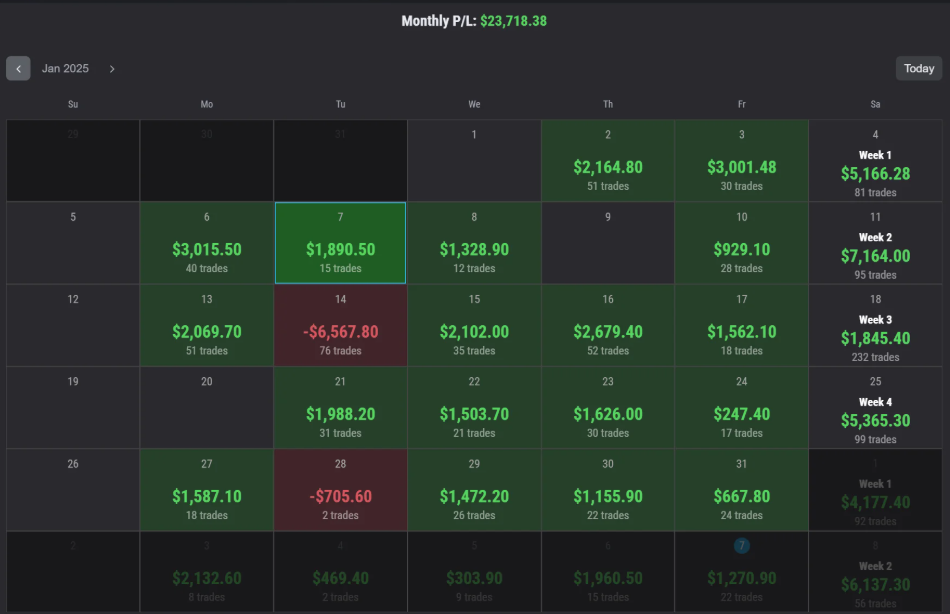 Monthly P/L: $23,718.38
Jan 2025
Today
Su Mo Tu We Th Fr Sa
29 30 31 1 2 3 4
$2,164.80 $3,001.48 Week 1
51 trades 30 trades $5,166.28
81 trades
5 6 7 8 9 10 11
$3,015.50 $1,890.50 $1,328.90 $929.10 Week 2
40 trades 15 trades 12 trades 28 trades $7,164.00
95 trades
12 13 14 15 16 17 18
$2,069.70 -$6,567.80 $2,102.00 $2,679.40 $1,562.10 Week 3
51 trades 76 trades 35 trades 52 trades 18 trades $1,845.40
232 trades
19 20 21 22 23 24 25
$1,988.20 $1,503.70 $1,626.00 $247.40 Week 4
31 trades 21 trades 30 trades 17 trades $5,365.30
99 trades
26 27 28 29 30 31 1
$1,587.10 -$705.60 $1,472.20 $1,155.90 $667.80 Week 1
18 trades 2 trades 26 trades 22 trades 24 trades $4,177.40
92 trades
2 3 4 5 6 7 8
$2,132.60 $469.40 $303.90 $1,960.50 $1,270.90 Week 2
8 trades 2 trades 9 trades 15 trades 22 trades $6,137.30
56 trades